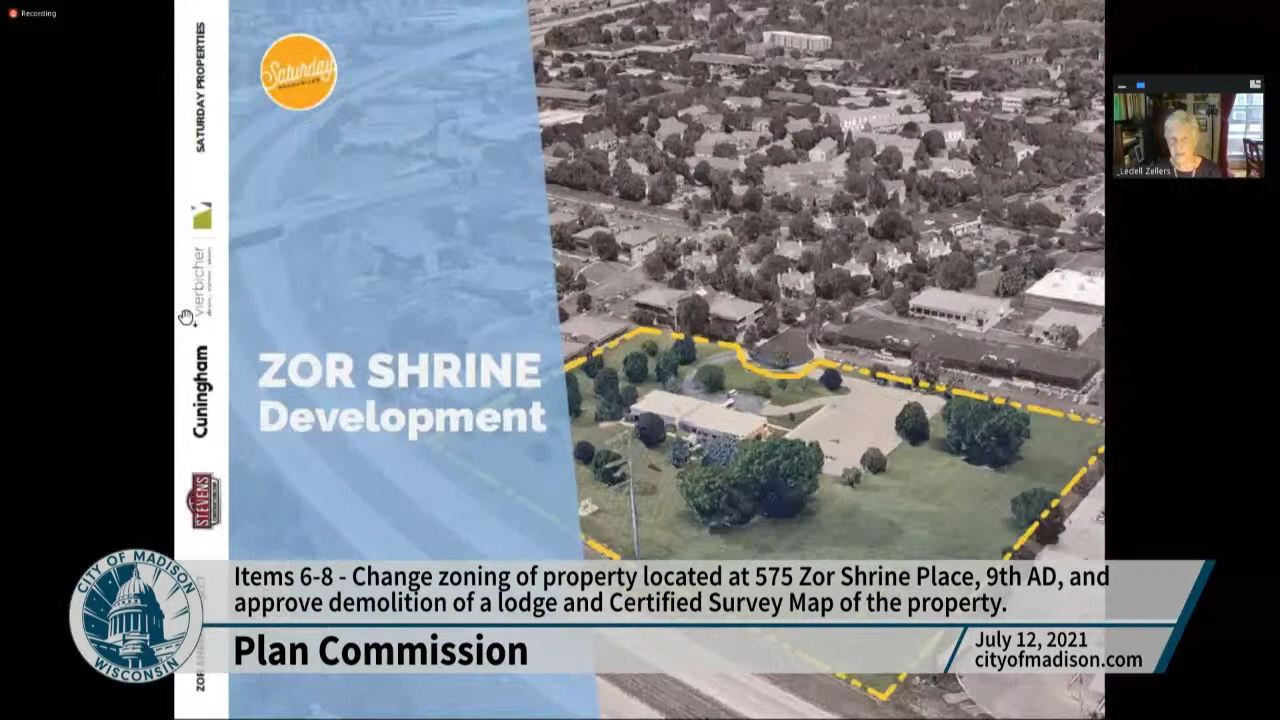 Recording
SATURDAY PROPERTIES
vierbicher
Cuningham
STEVENS
Saturday
ZOR SHRINE
Development
Ledell Zellers
CITY OF MADISON
WISCONSIN
Items 6-8 - Change zoning of property located at 575 Zor Shrine Place, 9th AD, and
approve demolition of a lodge and Certified Survey Map of the property.
Plan Commission
July 12, 2021
cityofmadison.com